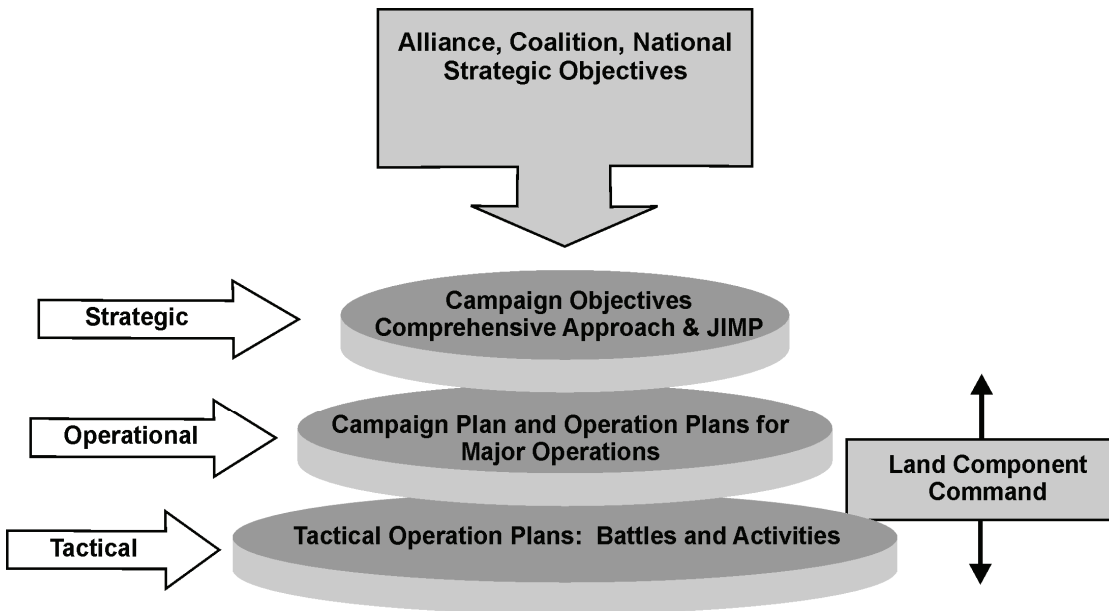 Alliance, Coalition, National
Strategic Objectives
Strategic
Campaign Objectives
Comprehensive Approach & JIMP
Operational
Campaign Plan and Operation Plans for
Major Operations
Land Component
Command
Tactical
Tactical Operation Plans:  Battles and Activities